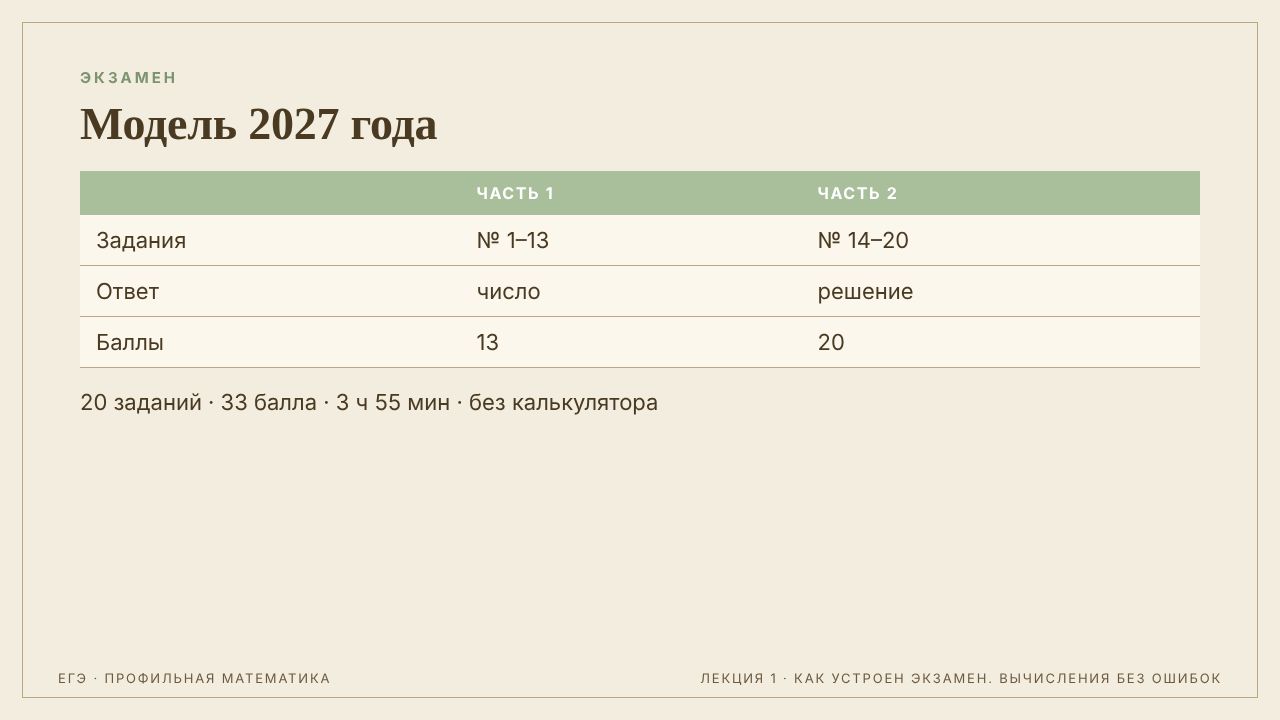 ЭКЗАМЕН
Модель 2027 года
ЧАСТЬ 1 ЧАСТЬ 2
Задания № 1–13 № 14–20
Ответ число решение
Баллы 13 20
20 заданий · 33 балла · 3 ч 55 мин · без калькулятора
ЕГЭ · ПРОФИЛЬНАЯ МАТЕМАТИКА
ЛЕКЦИЯ 1 · КАК УСТРОЕН ЭКЗАМЕН. ВЫЧИСЛЕНИЯ БЕЗ ОШИБОК